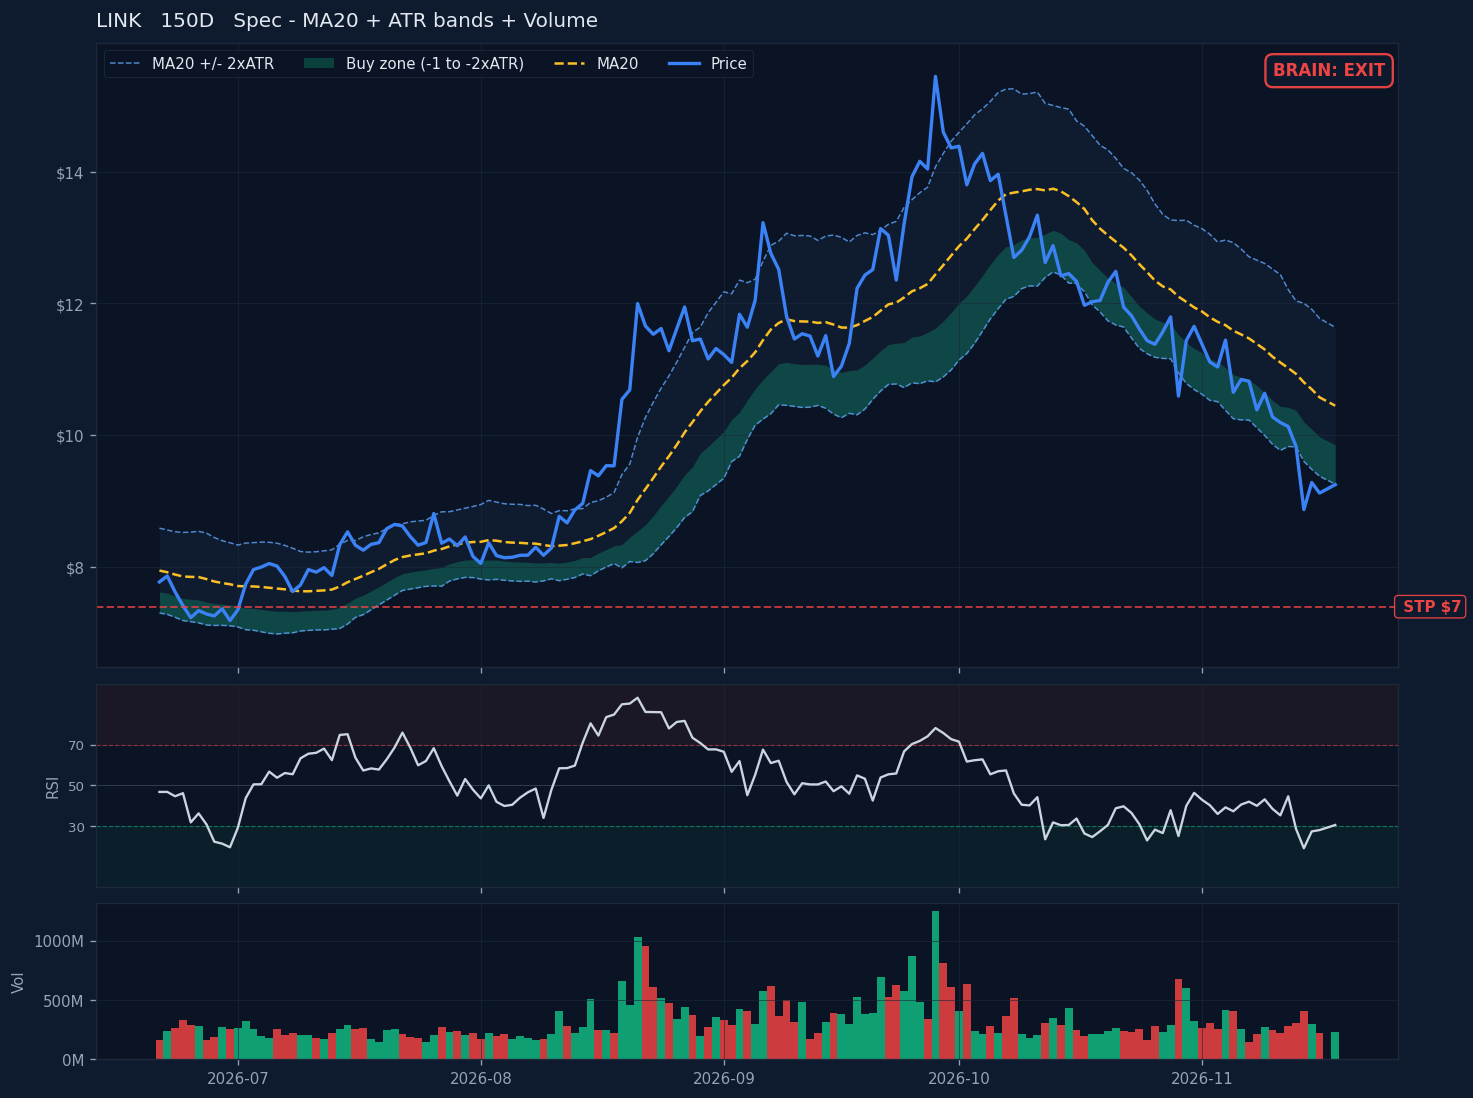 LINK   150D   Spec - MA20 + ATR bands + Volume
MA20 +/- 2xATR
Buy zone (-1 to -2xATR)
MA20
Price
BRAIN: EXIT
$14
$12
$10
$8
STP $7
70
50
30
RSI
1000M
500M
0M
Vol
2026-07
2026-08
2026-09
2026-10
2026-11